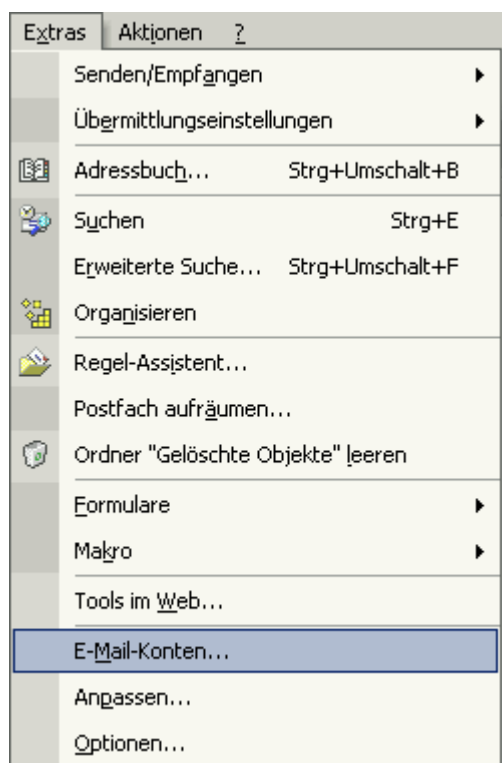 Extras Aktionen ?
Senden/Empfangen
Übermittlungseinstellungen
Adressbuch... Strg+Umschalt+B
Suchen Strg+E
Erweiterte Suche... Strg+Umschalt+F
Organisieren
Regel-Assistent...
Postfach aufräumen...
Ordner "Gelöschte Objekte" leeren
Formulare
Makro
Tools im Web...
E-Mail-Konten...
Anpassen...
Optionen...